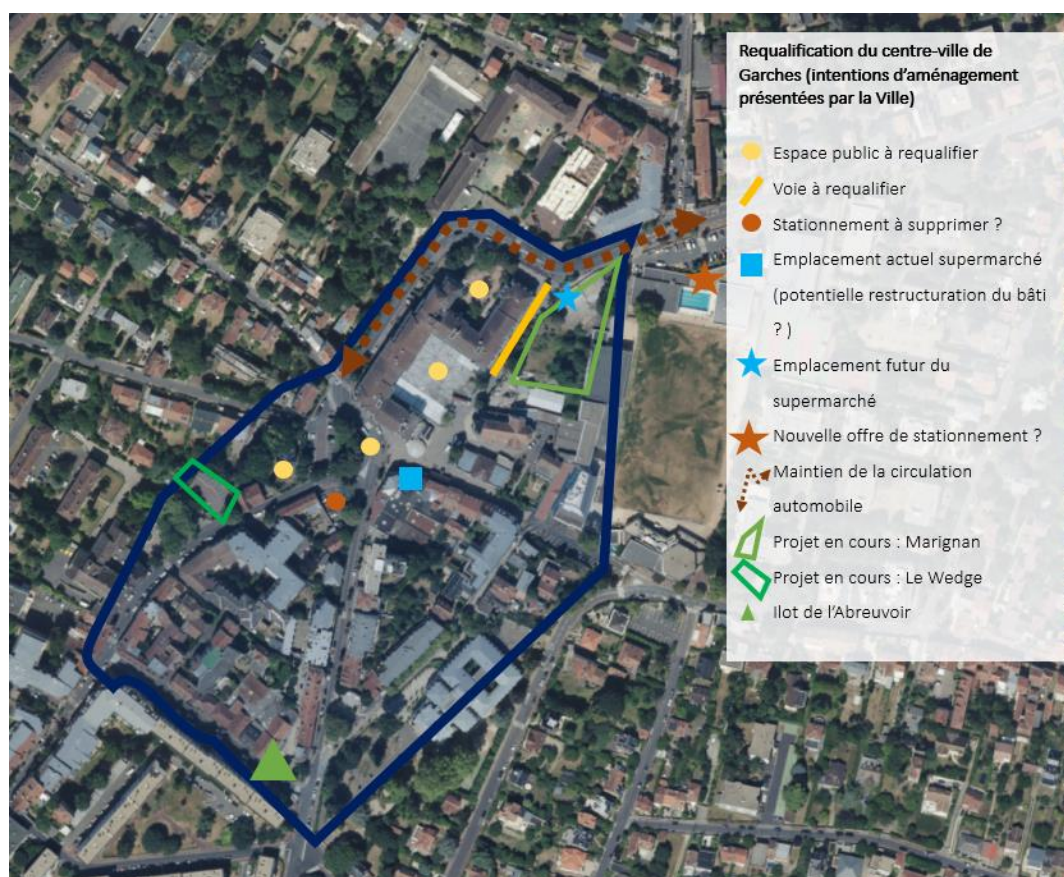 Requalification du centre-ville de
Garches (intentions d'aménagement
présentées par la Ville)
Espace public à requalifier
Voie à requalifier
Stationnement à supprimer ?
Emplacement actuel supermarché
(potentielle restructuration du bâti
? )
Emplacement futur du
supermarché
Nouvelle offre de stationnement ?
Maintien de la circulation
automobile
Projet en cours : Marignan
Projet en cours : Le Wedge
Ilot de l'Abreuvoir